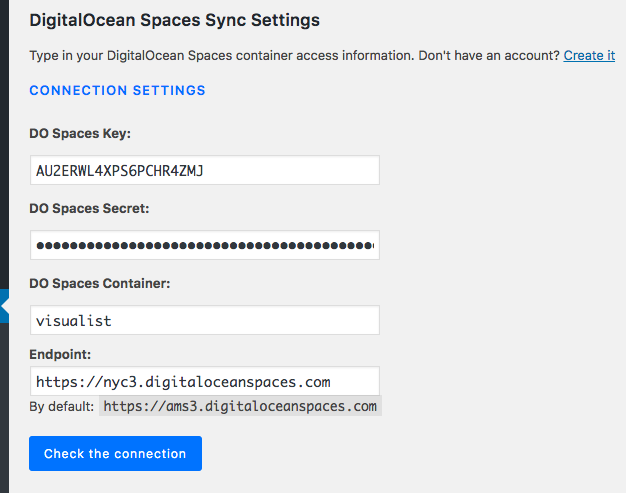 DigitalOcean Spaces Sync Settings
Type in your DigitalOcean Spaces container access information. Don't have an account? Create it
CONNECTION SETTINGS
DO Spaces Key:
AU2ERWL4XPS6PCHR4ZMJ
DO Spaces Secret:
DO Spaces Container:
visualist
Endpoint:
https://nyc3.digitaloceanspaces.com
By default: https://ams3.digitaloceanspaces.com
Check the connection